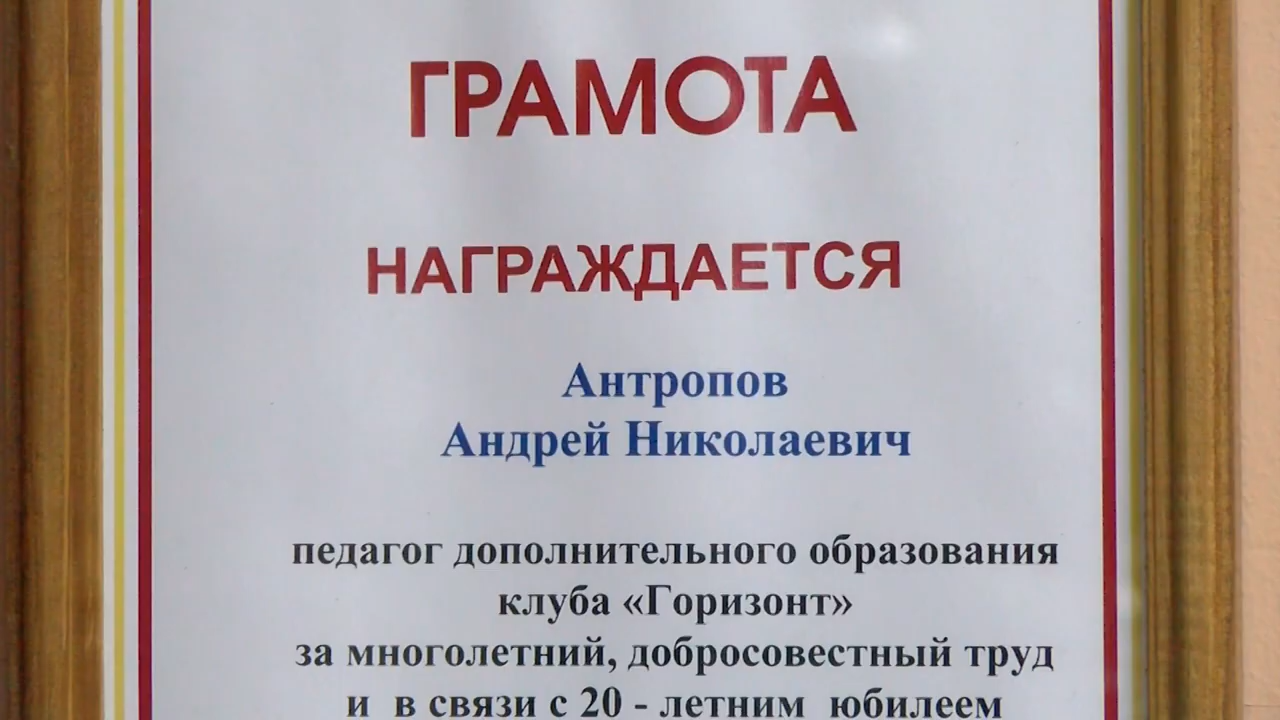 ГРАМОТА
НАГРАЖДАЕТСЯ
Антропов
Андрей Николаевич
педагог дополнительного образования
клуба «Горизонт»
за многолетний, добросовестный труд
и в связи с 20 - летним юбилеем